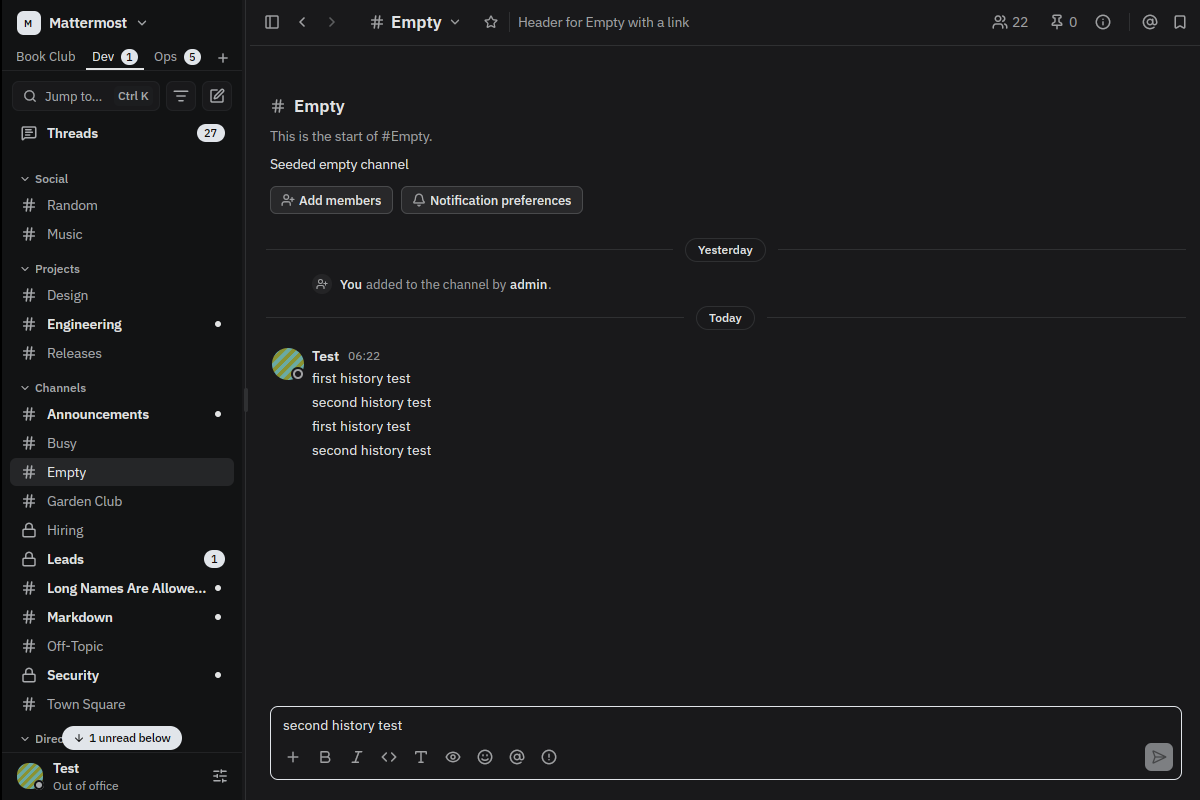 M Mattermost
Book Club Dev 1 Ops 5
Jump to... Ctrl K
Threads 27
Social
Random
Music
Projects
Design
Engineering
Releases
Channels
Announcements
Busy
Empty
Garden Club
Hiring
Leads 1
Long Names Are Allowe...
Markdown
Off-Topic
Security
Town Square
Direc
1 unread below
Test
Out of office
Empty Header for Empty with a link 22 0
Empty
This is the start of #Empty.
Seeded empty channel
Add members Notification preferences
Yesterday
You added to the channel by admin.
Today
Test 06:22
first history test
second history test
first history test
second history test
second history test